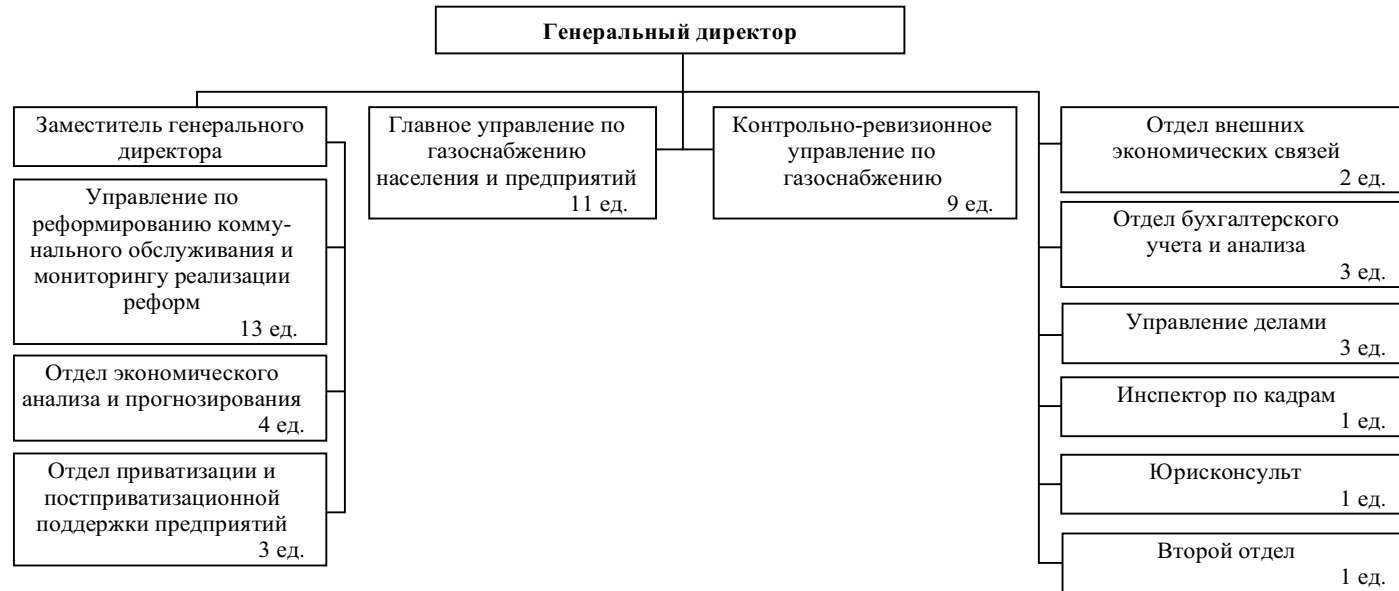 Генеральный директор
Заместитель генерального
директора
Управление по
реформированию комму-
нального обслуживания и
мониторингу реализации
реформ
13 ед.
Отдел экономического
анализа и прогнозирования
4 ед.
Отдел приватизации и
постприватизационной
поддержки предприятий
3 ед.
Главное управление по
газоснабжению
населения и предприятий
11 ед.
Контрольно-ревизионное
управление по
газоснабжению
9 ед.
Отдел внешних
экономических связей
2 ед.
Отдел бухгалтерского
учета и анализа
3 ед.
Управление делами
3 ед.
Инспектор по кадрам
1 ед.
Юрисконсульт
1 ед.
Второй отдел
1 ед.